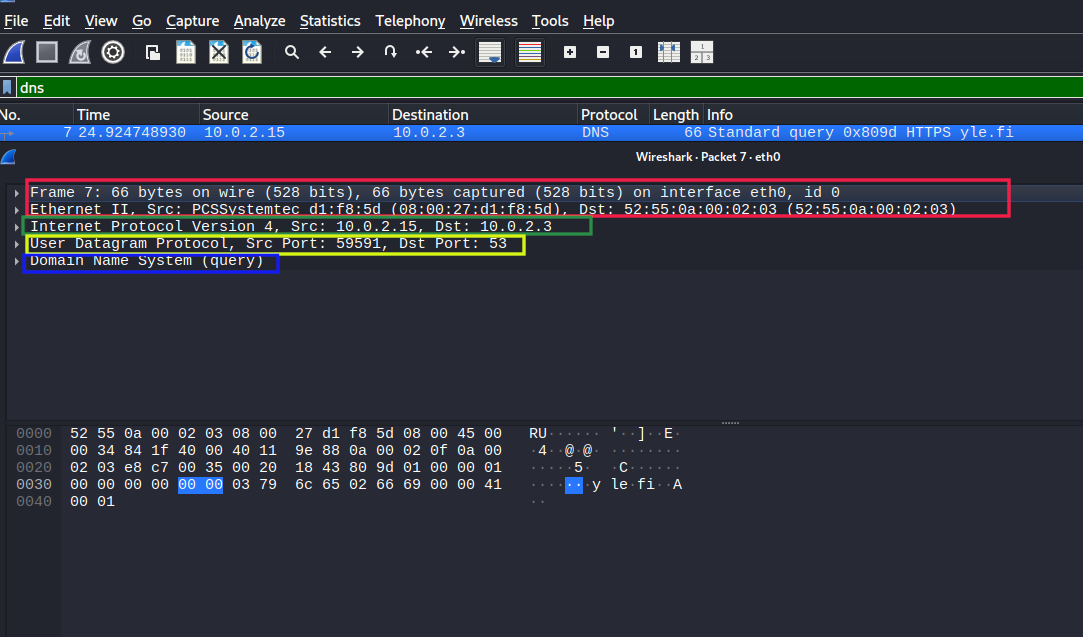 File Edit View Go Capture Analyze Statistics Telephony Wireless Tools Help
dns
No. Time Source Destination Protocol Length Info
7 24.924748930 10.0.2.15 10.0.2.3 DNS 66 Standard query 0x809d HTTPS yle.fi
Wireshark · Packet 7 · eth0
Frame 7: 66 bytes on wire (528 bits), 66 bytes captured (528 bits) on interface eth0, id 0
Ethernet II, Src: PCSSystemtec_d1:f8:5d (08:00:27:d1:f8:5d), Dst: 52:55:0a:00:02:03 (52:55:0a:00:02:03)
Internet Protocol Version 4, Src: 10.0.2.15, Dst: 10.0.2.3
User Datagram Protocol, Src Port: 59591, Dst Port: 53
Domain Name System (query)
0000 52 55 0a 00 02 03 08 00 27 d1 f8 5d 08 00 45 00 RU······ '··]··E·
0010 00 34 84 1f 40 00 40 11 9e 88 0a 00 02 0f 0a 00 ·4··@·@· ········
0020 02 03 e8 c7 00 35 00 20 18 43 80 9d 01 00 00 01 ·····5·  ·C······
0030 00 00 00 00 00 00 03 79 6c 65 02 66 69 00 00 41 ·······y le·fi··A
0040 00 01 ··